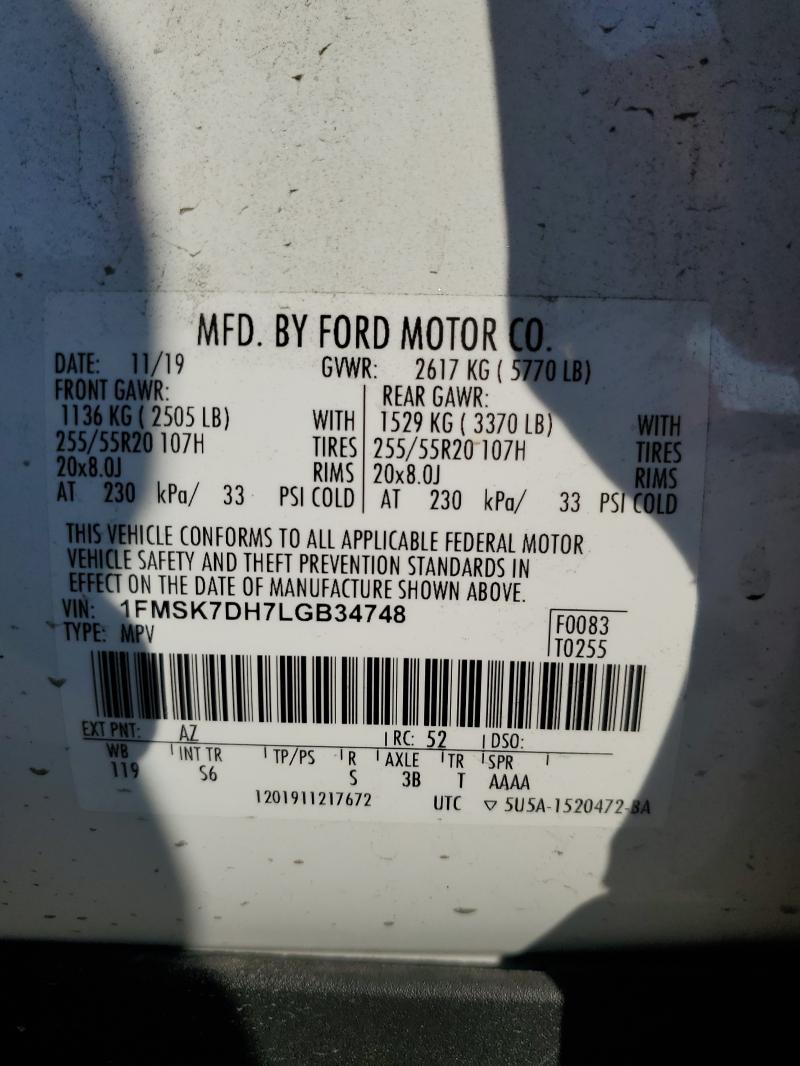 MFD. BY FORD MOTOR CO.
DATE: 11/19 GVWR: 2617 KG ( 5770 LB)
FRONT GAWR: REAR GAWR:
1136 KG ( 2505 LB) WITH 1529 KG ( 3370 LB) WITH
255/55R20 107H TIRES 255/55R20 107H TIRES
20x8.0J RIMS 20x8.0J RIMS
AT 230 kPa/ 33 PSI COLD AT 230 kPa/ 33 PSI COLD
THIS VEHICLE CONFORMS TO ALL APPLICABLE FEDERAL MOTOR
VEHICLE SAFETY AND THEFT PREVENTION STANDARDS IN
EFFECT ON THE DATE OF MANUFACTURE SHOWN ABOVE.
VIN: 1FMSK7DH7LGB34748
TYPE: MPV
F0083
T0255
EXT PNT: AZ RC: 52 DSO:
WB INT TR TP/PS R AXLE TR SPR
119 S6 S 3B T AAAA
1201911217672 UTC ▽ 5U5A-1520472-BA